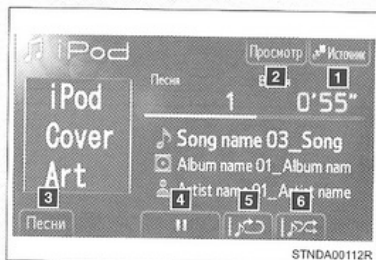 iPod
Просмотр
Источник
2
1
Песня
1
0'55"
iPod
Cover
Art
Song name 03_Song
Album name 01_Album nam
Artist name 01_Artist name
3
4
5
6
Песни
STNDA00112R